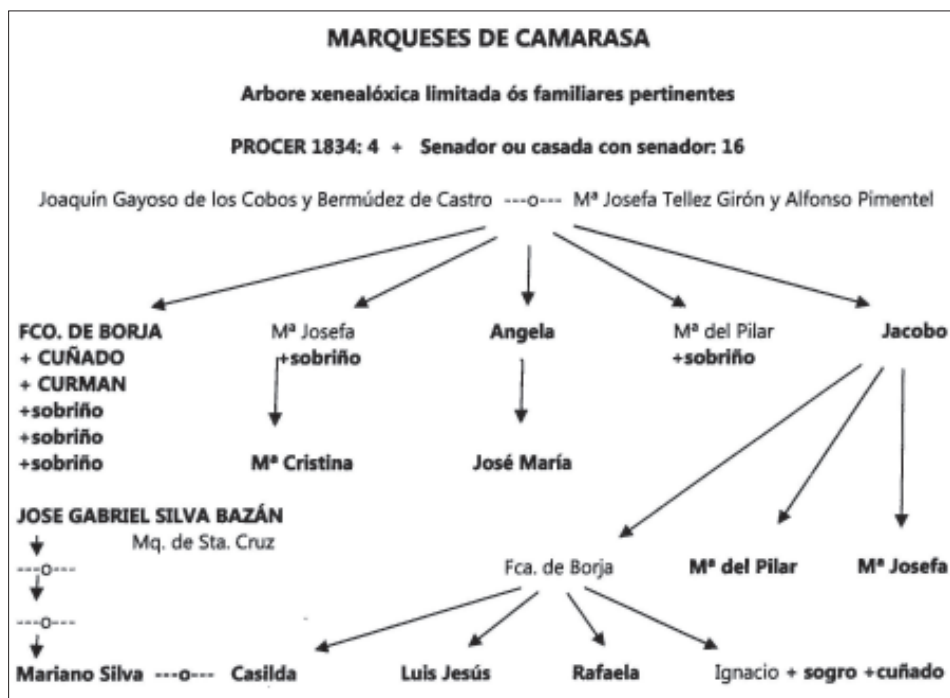 MARQUESES DE CAMARASA
Arbore xenealóxica limitada ós familiares pertinentes
PROCER 1834: 4 + Senador ou casada con senador: 16
Joaquín Gayoso de los Cobos y Bermúdez de Castro ---o--- Mª Josefa Tellez Girón y Alfonso Pimentel
FCO. DE BORJA Mª Josefa Angela Mª del Pilar Jacobo
+ CUÑADO +sobriño +sobriño
+ CURMAN
+sobriño
+sobriño
+sobriño Mª Cristina José María
JOSE GABRIEL SILVA BAZÁN
Mq. de Sta. Cruz
---o--- Fca. de Borja Mª del Pilar Mª Josefa
---o---
Mariano Silva ---o--- Casilda Luis Jesús Rafaela Ignacio + sogro +cuñado